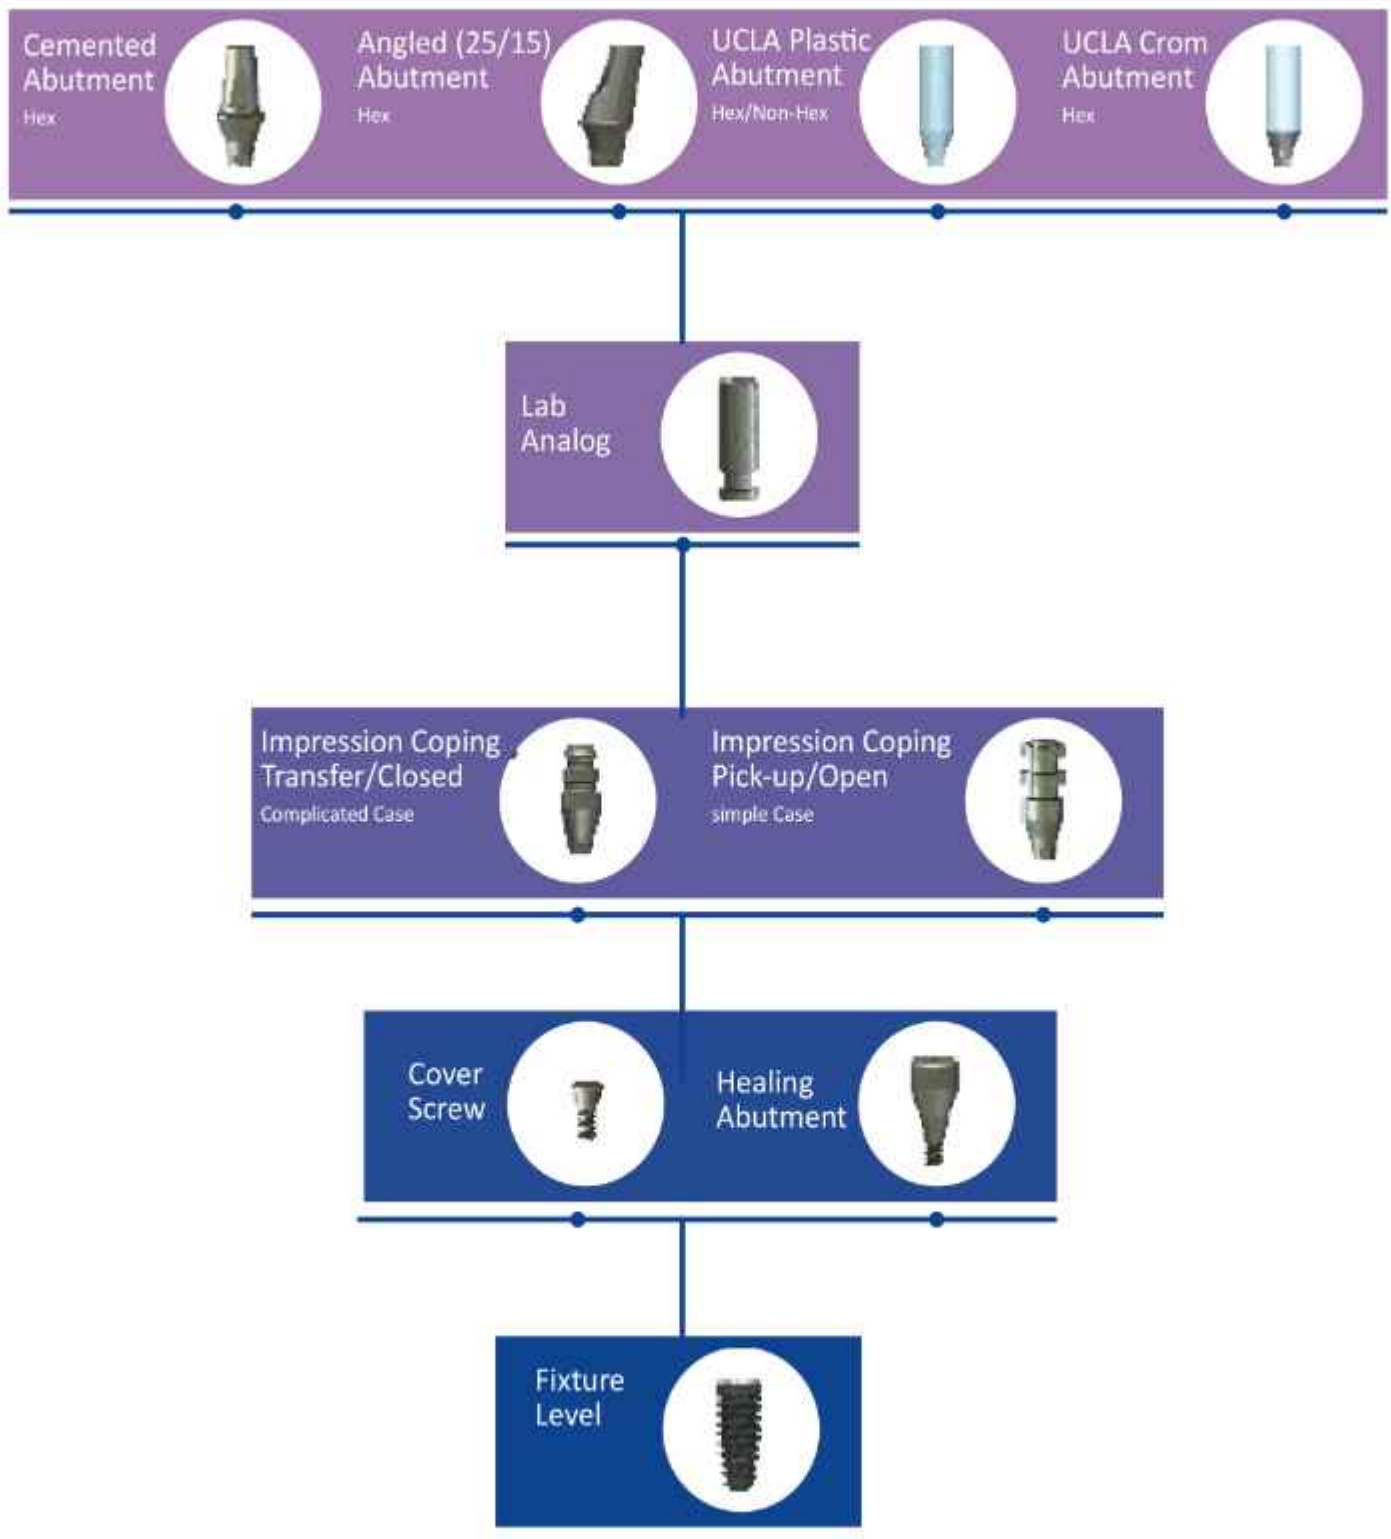 Cemented
Abutment
Hex
Angled (25/15)
Abutment
Hex
UCLA Plastic
Abutment
Hex/Non-Hex
UCLA Crom
Abutment
Hex
Lab
Analog
Impression Coping
Transfer/Closed
Complicated Case
Impression Coping
Pick-up/Open
simple Case
Cover
Screw
Healing
Abutment
Fixture
Level